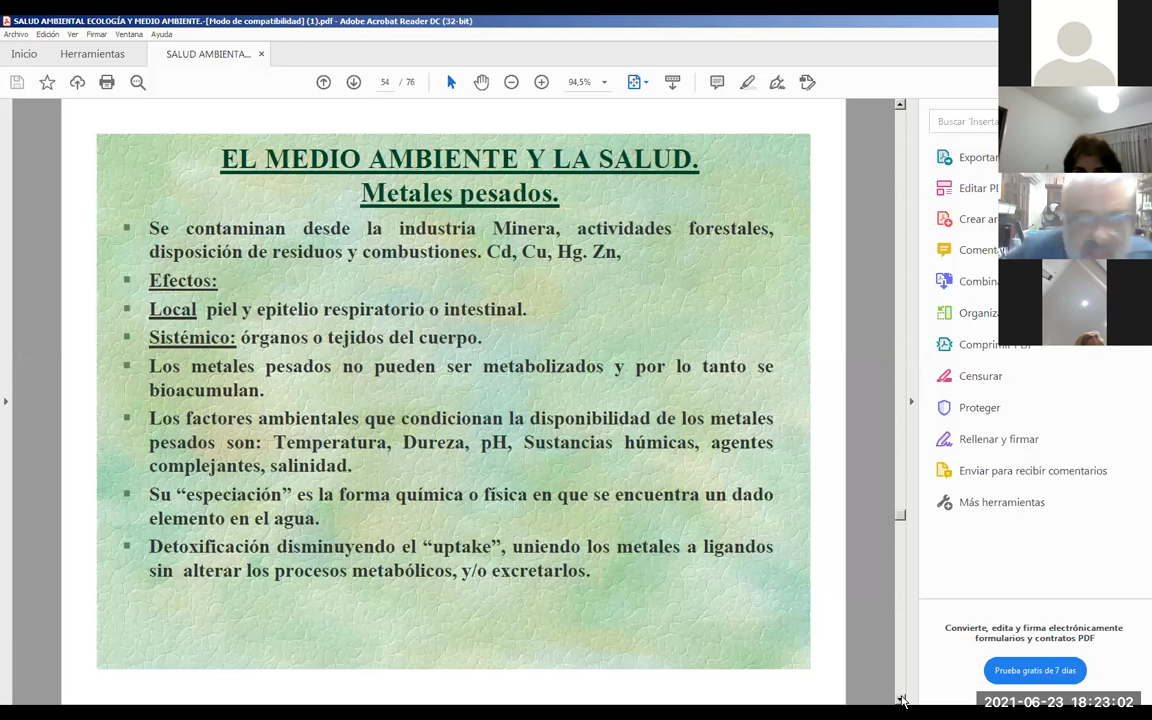 SALUD AMBIENTAL ECOLOGÍA Y MEDIO AMBIENTE.-[Modo de compatibilidad] (1).pdf - Adobe Acrobat Reader DC (32-bit)
Archivo Edición Ver Firmar Ventana Ayuda
Inicio Herramientas SALUD AMBIENTA... ×
54 / 76 94,5%
EL MEDIO AMBIENTE Y LA SALUD.
Metales pesados.
Se contaminan desde la industria Minera, actividades forestales,
disposición de residuos y combustiones. Cd, Cu, Hg. Zn,
Efectos:
Local piel y epitelio respiratorio o intestinal.
Sistémico: órganos o tejidos del cuerpo.
Los metales pesados no pueden ser metabolizados y por lo tanto se
bioacumulan.
Los factores ambientales que condicionan la disponibilidad de los metales
pesados son: Temperatura, Dureza, pH, Sustancias húmicas, agentes
complejantes, salinidad.
Su “especiación” es la forma química o física en que se encuentra un dado
elemento en el agua.
Detoxificación disminuyendo el “uptake”, uniendo los metales a ligandos
sin alterar los procesos metabólicos, y/o excretarlos.
Buscar 'Inserta
Exportar
Editar PD
Crear ar
Coment
Combin
Organiz
Comprimir PDF
Censurar
Proteger
Rellenar y firmar
Enviar para recibir comentarios
Más herramientas
Convierte, edita y firma electrónicamente
formularios y contratos PDF
Prueba gratis de 7 días
2021-06-23 18:23:02